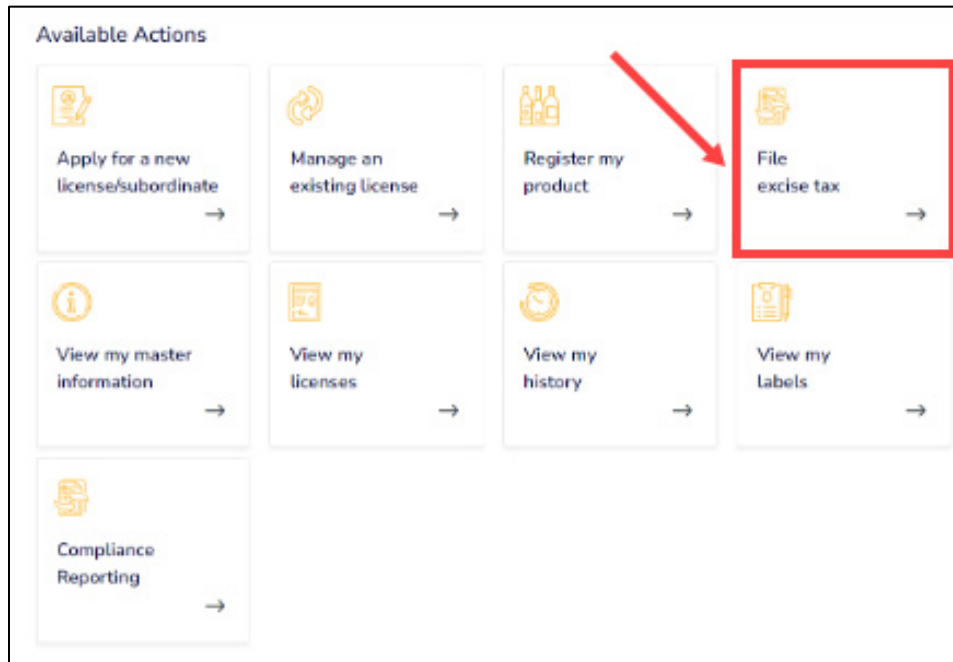 Available Actions
Apply for a new
license/subordinate
Manage an
existing license
Register my
product
File
excise tax
View my master
information
View my
licenses
View my
history
View my
labels
Compliance
Reporting